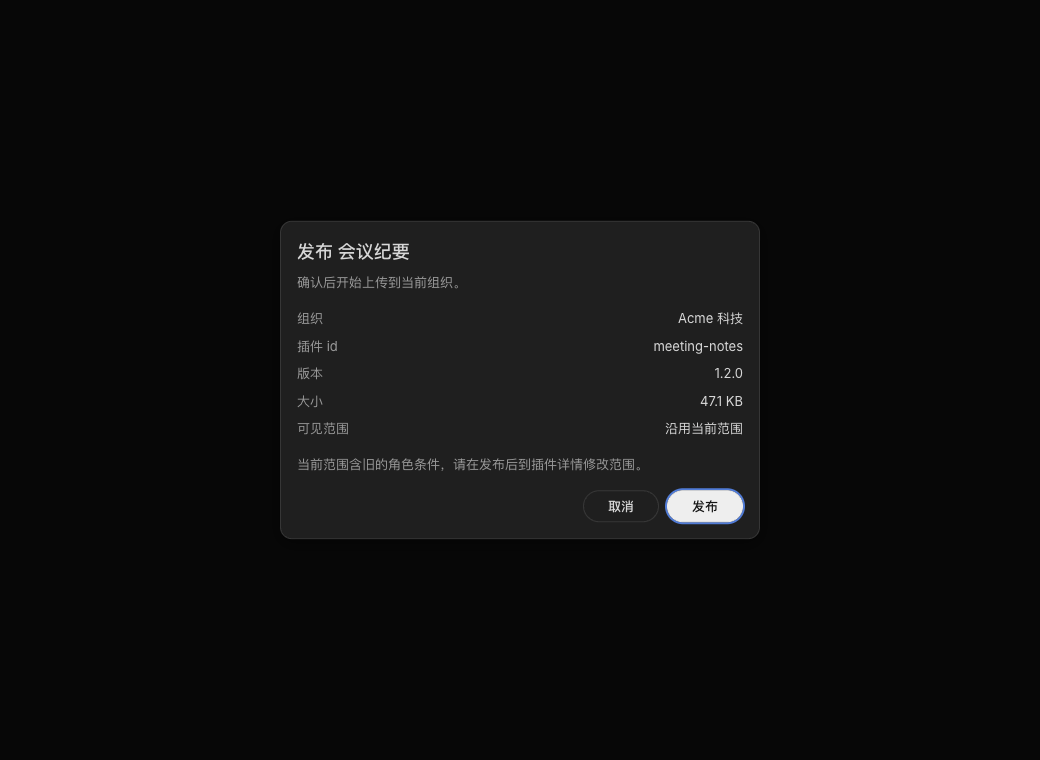 发布 会议纪要
确认后开始上传到当前组织。
组织 Acme 科技
插件 id meeting-notes
版本 1.2.0
大小 47.1 KB
可见范围 沿用当前范围
当前范围含旧的角色条件，请在发布后到插件详情修改范围。
取消 发布